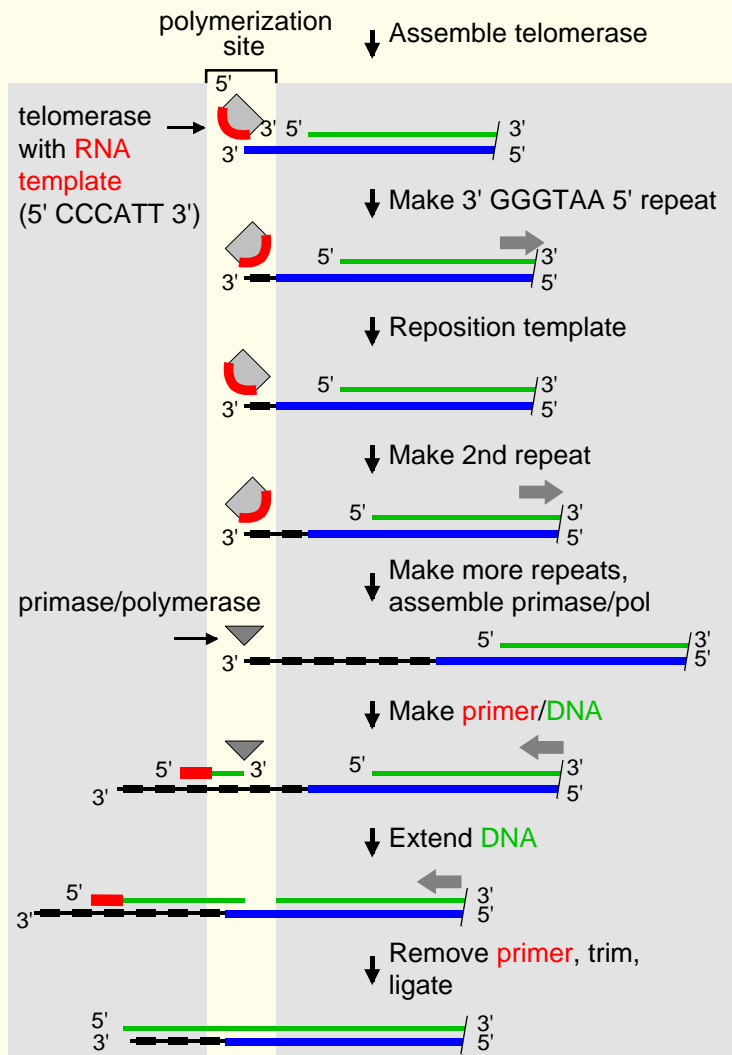 polymerization
site
Assemble telomerase
5'
telomerase
with RNA
template
(5' CCCATT 3')
3' 5' 3'
3' 5'
Make 3' GGGTAA 5' repeat
5' 3'
3' 5'
Reposition template
5' 3'
3' 5'
Make 2nd repeat
5' 3'
3' 5'
Make more repeats,
assemble primase/pol
primase/polymerase
5' 3'
3' 5'
Make primer/DNA
5' 3' 5' 3'
3' 5'
Extend DNA
5' 3'
3' 5'
Remove primer, trim,
ligate
5' 3'
3' 5'